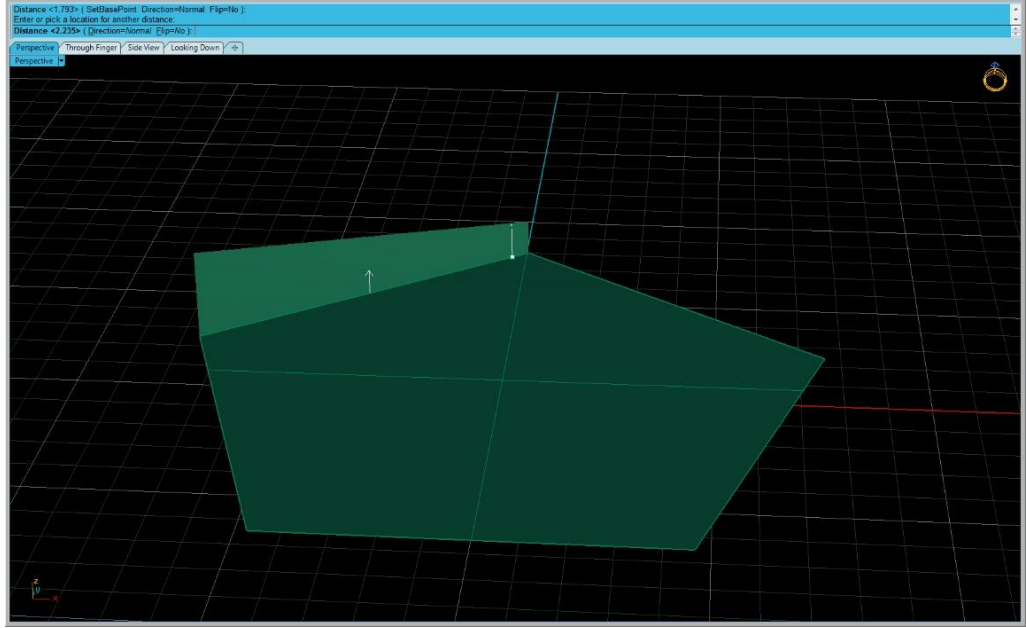 Distance <1.793> ( SetBasePoint Direction=Normal Flip=No ):
Enter or pick a location for another distance:
Distance <2.235> ( Direction=Normal Flip=No ):
Perspective Through Finger Side View Looking Down
Perspective
z
y
x